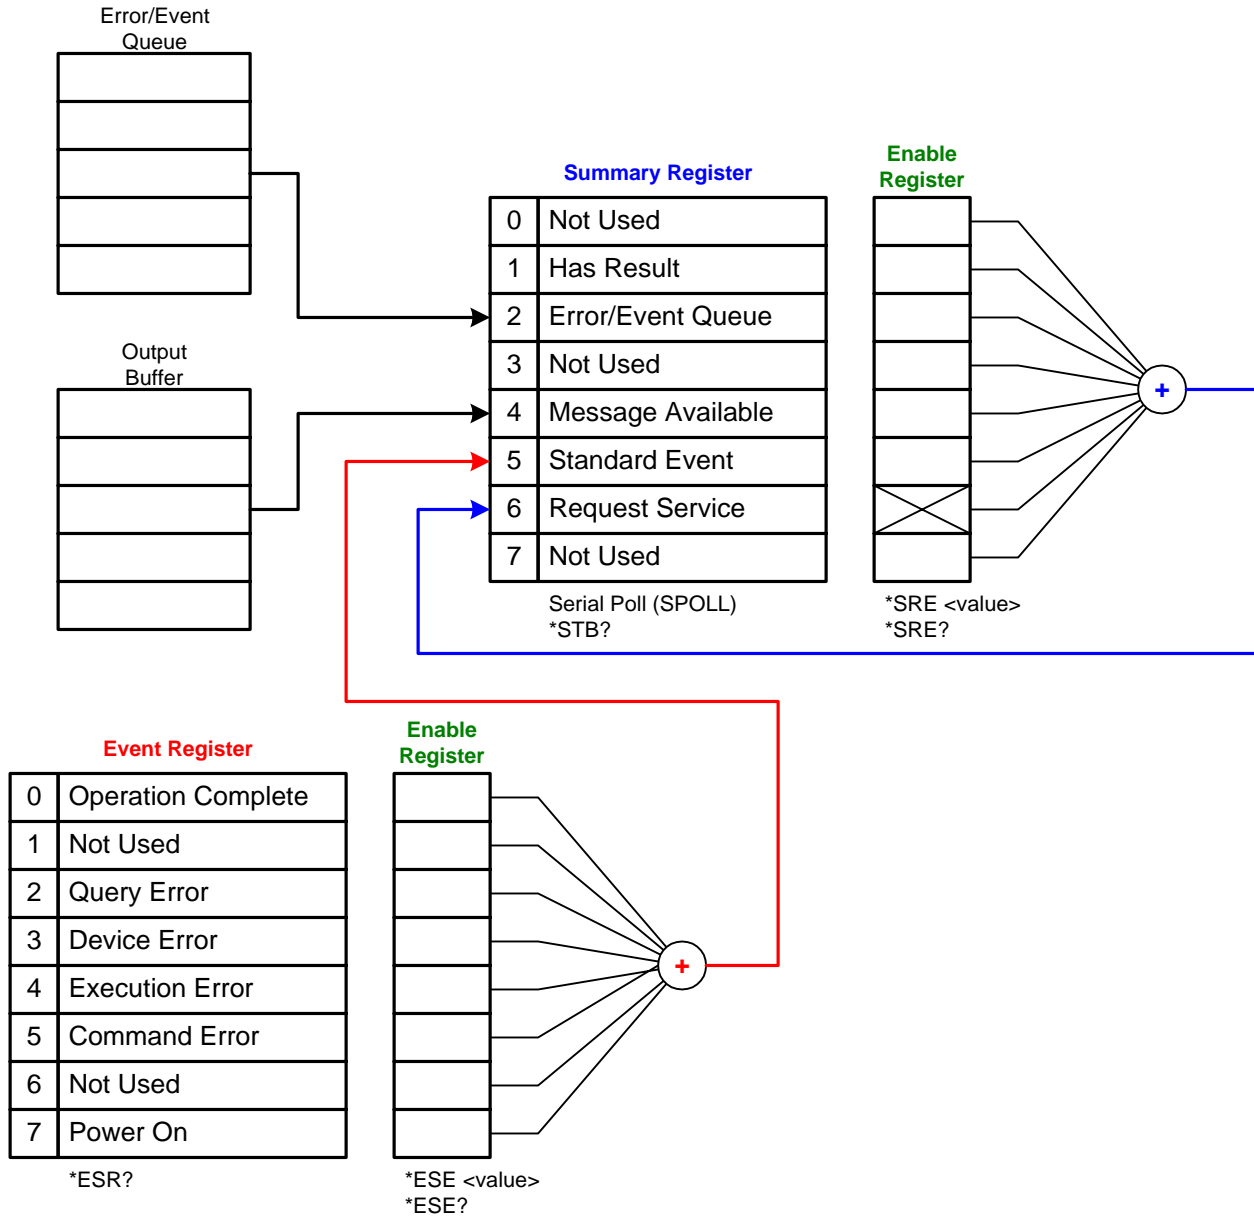 Error/Event
Queue
Summary Register
Enable
Register
0 Not Used
1 Has Result
2 Error/Event Queue
3 Not Used
4 Message Available
5 Standard Event
6 Request Service
7 Not Used
+
Output
Buffer
Serial Poll (SPOLL)
*STB?
*SRE <value>
*SRE?
Event Register
Enable
Register
0 Operation Complete
1 Not Used
2 Query Error
3 Device Error
4 Execution Error
5 Command Error
6 Not Used
7 Power On
+
*ESR?
*ESE <value>
*ESE?